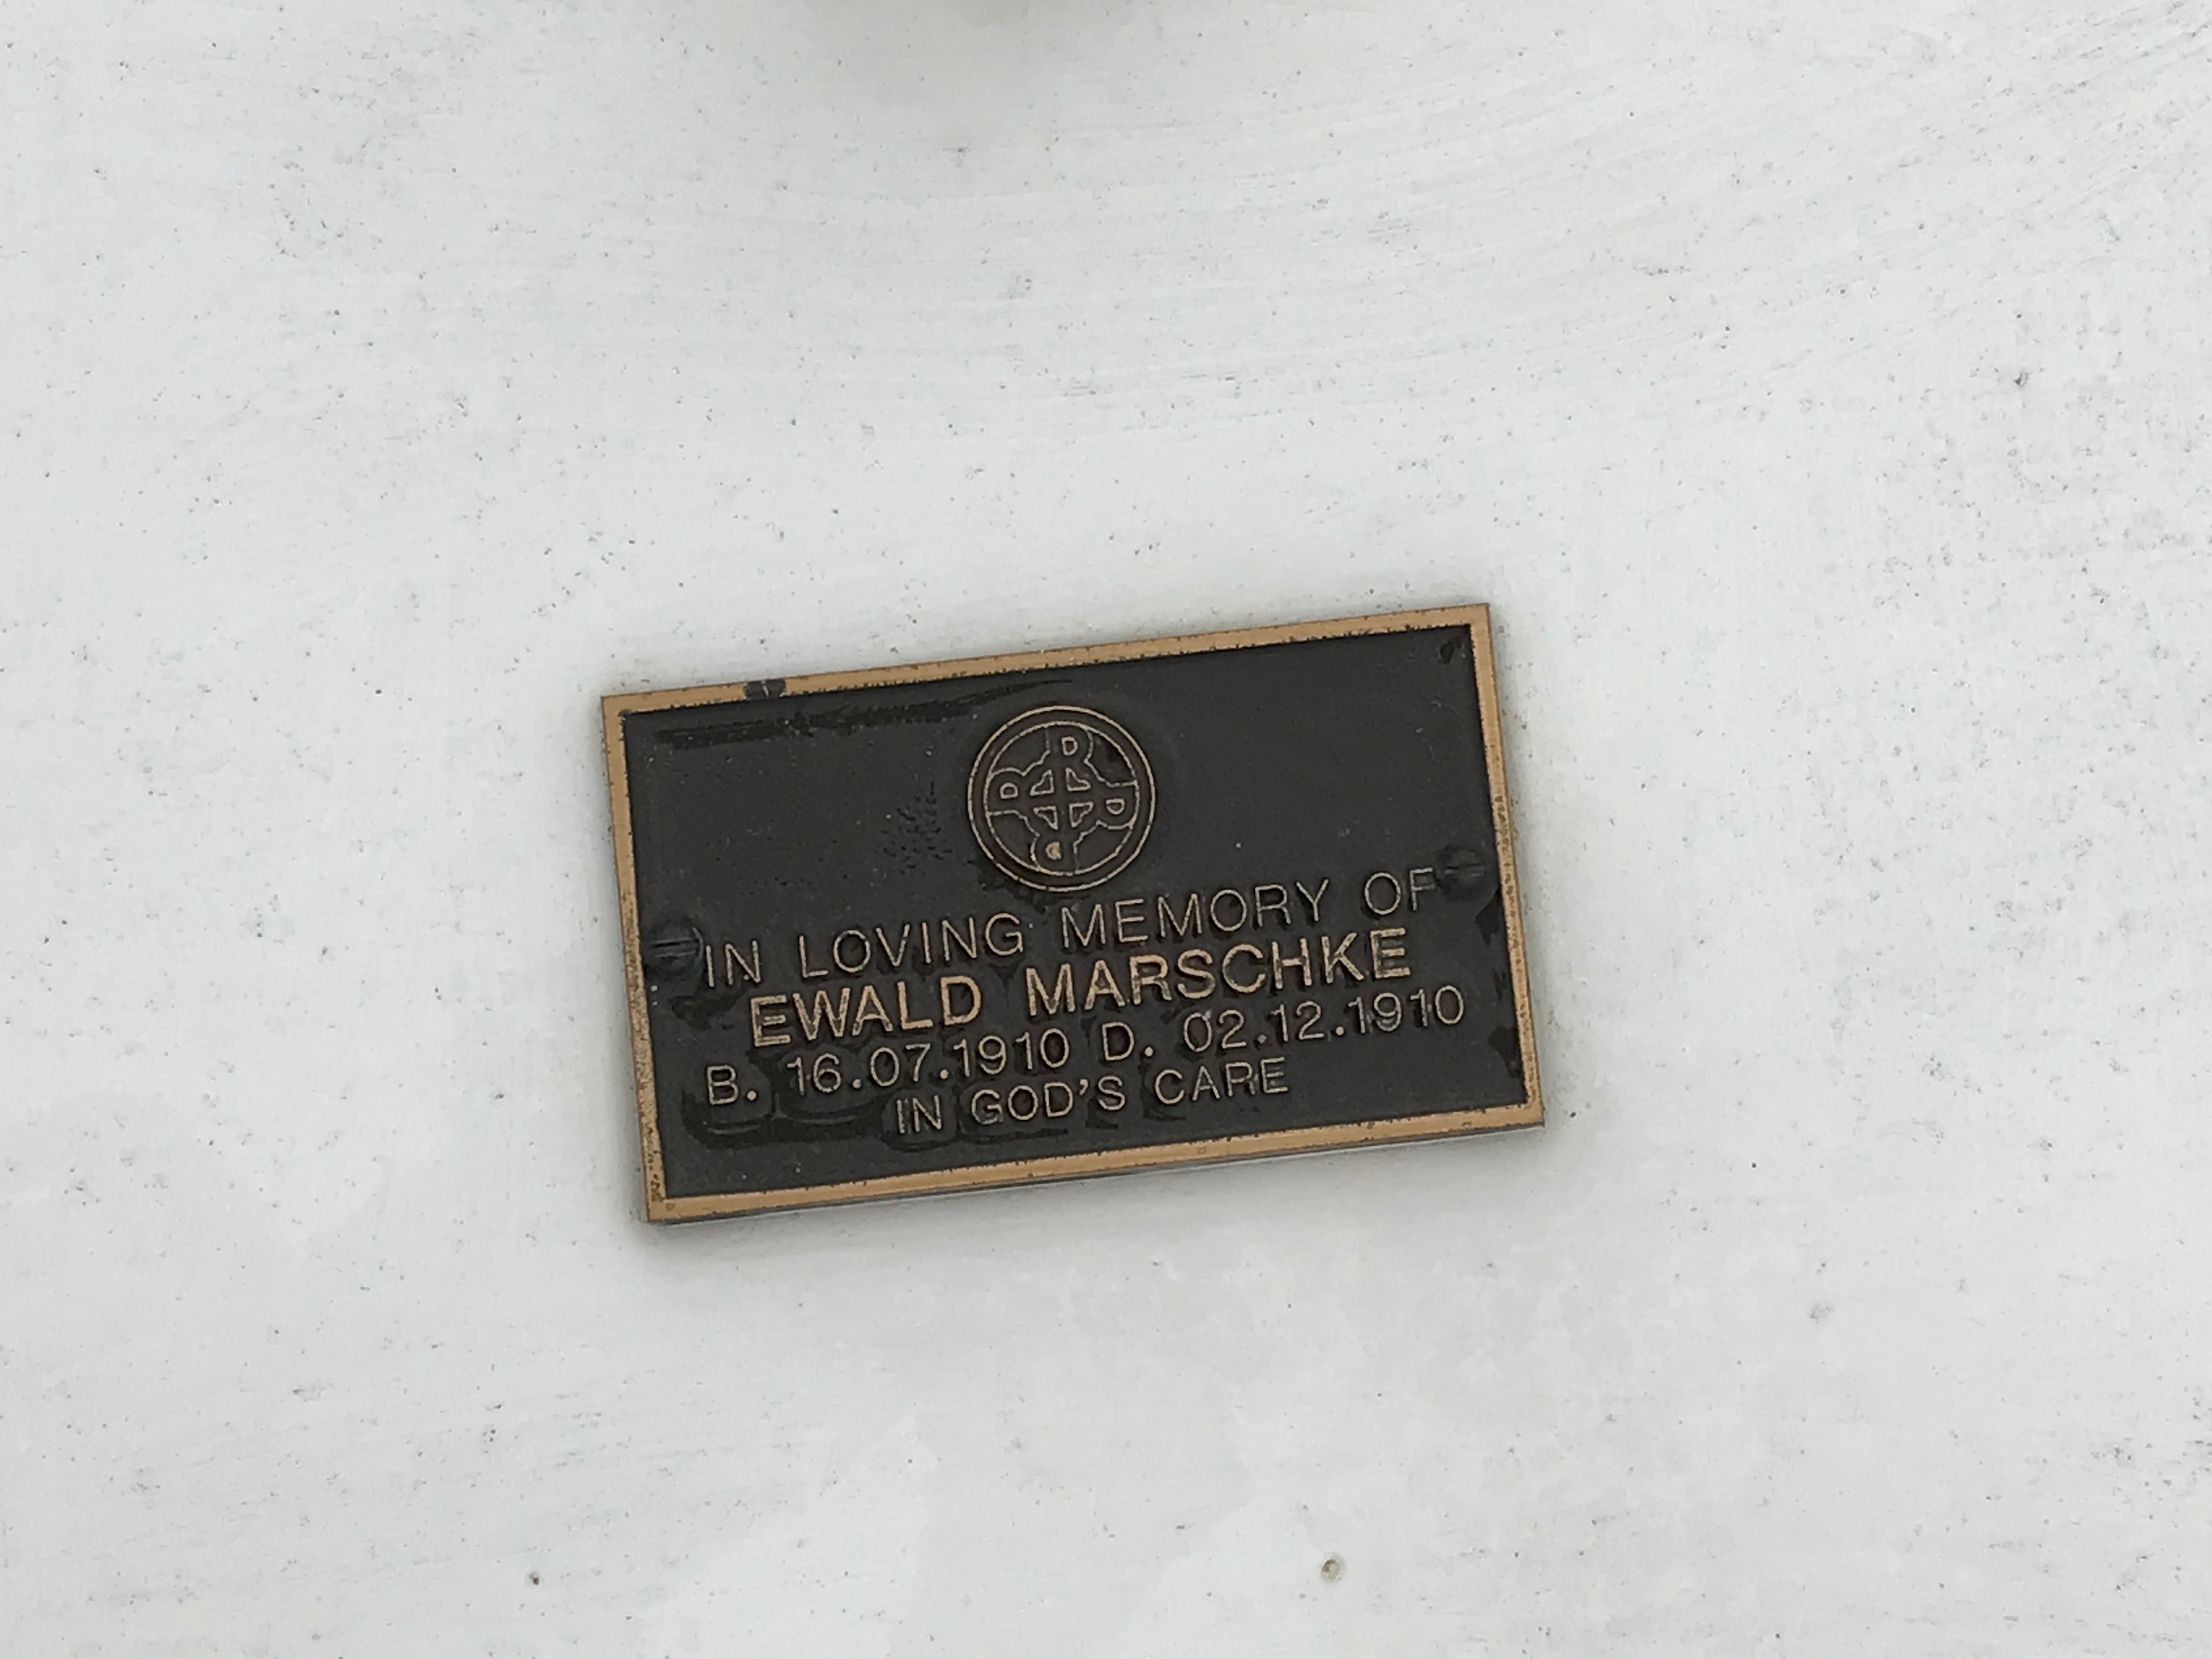 IN LOVING MEMORY OF
EWALD MARSCHKE
B. 16.07.1910 D. 02.12.1910
IN GOD'S CARE